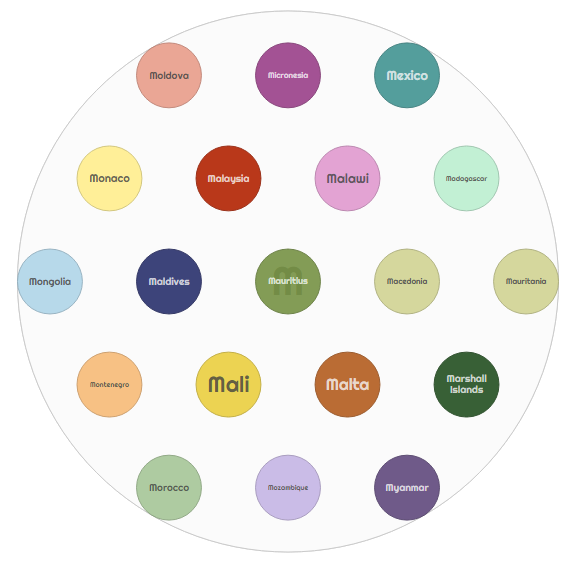 Moldova
Micronesia
Mexico
Monaco
Malaysia
Malawi
Madagascar
Mongolia
Maldives
m
Mauritius
Macedonia
Mauritania
Montenegro
Mali
Malta
Marshall
Islands
Morocco
Mozambique
Myanmar